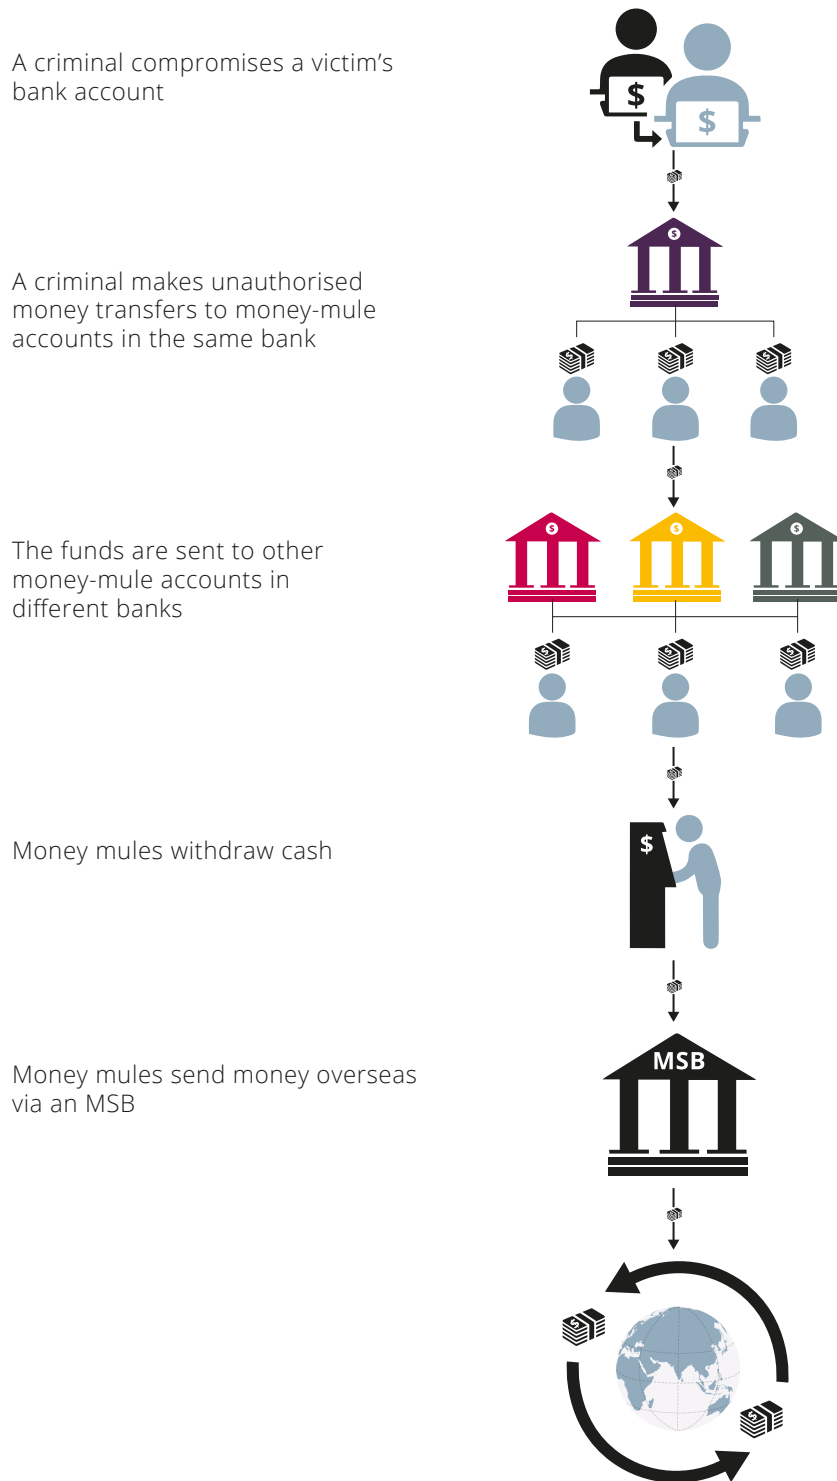 A criminal compromises a victim's
bank account
$
$
$
A criminal makes unauthorised
money transfers to money-mule
accounts in the same bank
$
$
$
The funds are sent to other
money-mule accounts in
different banks
$
$
$
$
$
$
Money mules withdraw cash
$
Money mules send money overseas
via an MSB
MSB
$
$